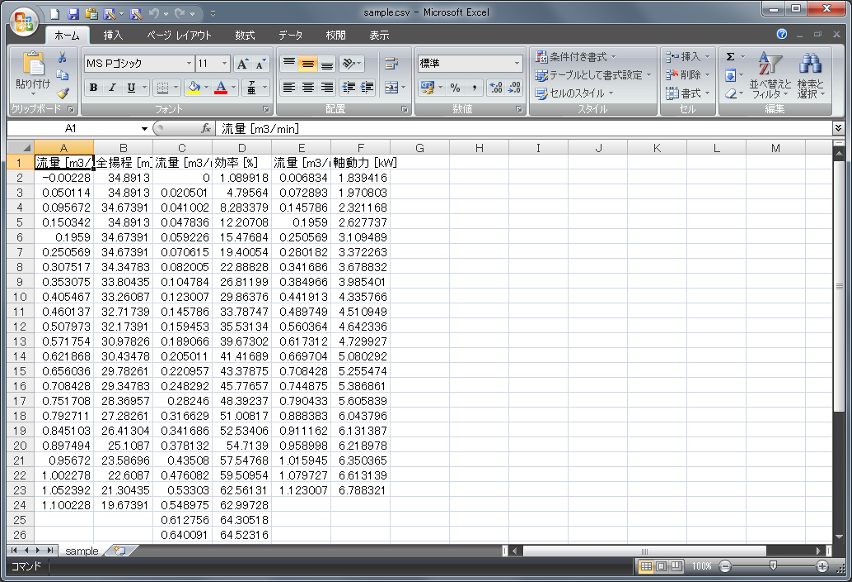 sample.csv - Microsoft Excel
ホーム 挿入 ページ レイアウト 数式 データ 校閲 表示
貼り付け MS Pゴシック 11 標準 条件付き書式 挿入 Σ
B I U テーブルとして書式設定 削除 並べ替えと フィルタ 検索と 選択
セルのスタイル 書式
クリップボード フォント 配置 数値 スタイル セル 編集
A1 fx 流量 [m3/min]
A B C D E F G H I J K L M
1 流量 [m3/ 全揚程 [m] 流量 [m3/ 効率 [%] 流量 [m3/ 軸動力 [kW]
2 -0.00228 34.8913 0 1.089918 0.006834 1.839416
3 0.050114 34.8913 0.020501 4.79564 0.072893 1.970803
4 0.095672 34.67391 0.041002 8.283379 0.145786 2.321168
5 0.150342 34.8913 0.047836 12.20708 0.1959 2.627737
6 0.1959 34.67391 0.059226 15.47684 0.250569 3.109489
7 0.250569 34.67391 0.070615 19.40054 0.280182 3.372263
8 0.307517 34.34783 0.082005 22.88828 0.341686 3.678832
9 0.353075 33.80435 0.104784 26.81199 0.384966 3.985401
10 0.405467 33.26087 0.123007 29.86376 0.441913 4.335766
11 0.460137 32.71739 0.145786 33.78747 0.489749 4.510949
12 0.507973 32.17391 0.159453 35.53134 0.560364 4.642336
13 0.571754 30.97826 0.189066 39.67302 0.617312 4.729927
14 0.621868 30.43478 0.205011 41.41689 0.669704 5.080292
15 0.656036 29.78261 0.220957 43.37875 0.708428 5.255474
16 0.708428 29.34783 0.248292 45.77657 0.744875 5.386861
17 0.751708 28.36957 0.28246 48.39237 0.790433 5.605839
18 0.792711 27.28261 0.316629 51.00817 0.888383 6.043796
19 0.845103 26.41304 0.341686 52.53406 0.911162 6.131387
20 0.897494 25.1087 0.378132 54.7139 0.958998 6.218978
21 0.95672 23.58696 0.43508 57.54768 1.015945 6.350365
22 1.002278 22.6087 0.476082 59.50954 1.079727 6.613139
23 1.052392 21.30435 0.53303 62.56131 1.123007 6.788321
24 1.100228 19.67391 0.548975 62.99728
25 0.612756 64.30518
26 0.640091 64.52316
sample
コマンド 100%